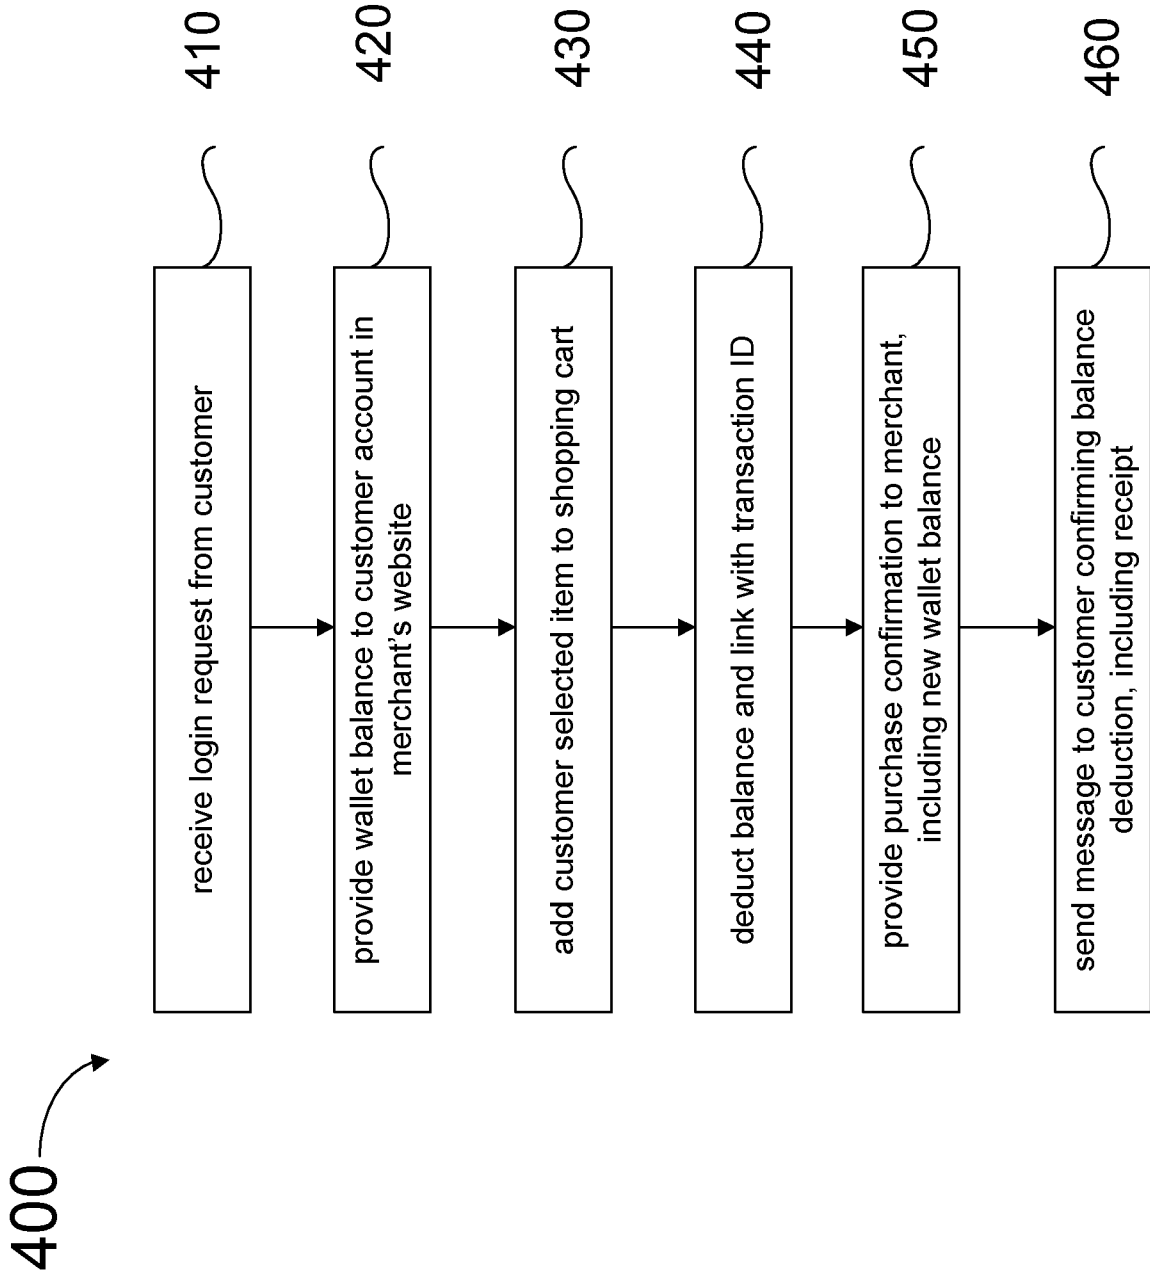 400
receive login request from customer
410
provide wallet balance to customer account in
merchant's website
420
add customer selected item to shopping cart
430
deduct balance and link with transaction ID
440
provide purchase confirmation to merchant,
including new wallet balance
450
send message to customer confirming balance
deduction, including receipt
460